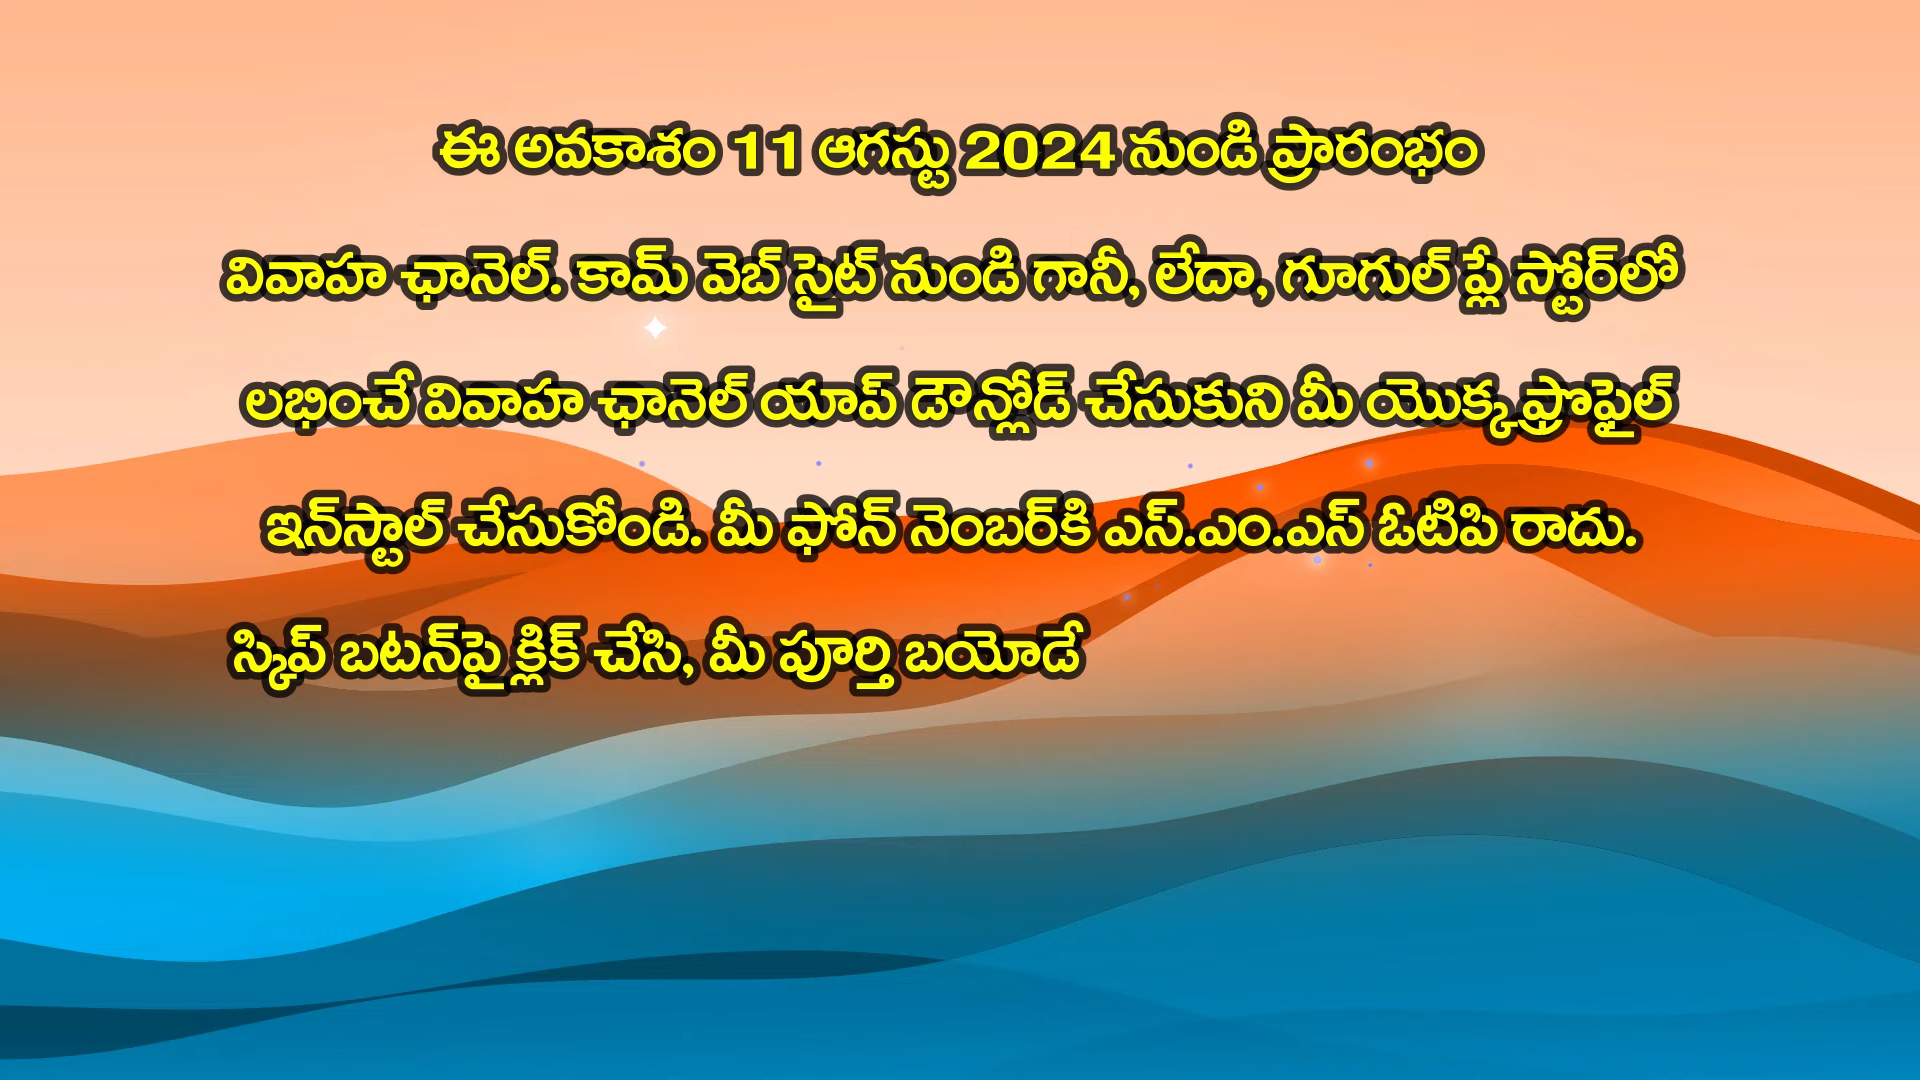 ఈ అవకాశం 11 ఆగస్టు 2024 నుండి ప్రారంభం
వివాహ ఛానెల్. కామ్ వెబ్ సైట్ నుండి గానీ, లేదా, గూగుల్ ప్లే స్టోర్‌లో
లభించే వివాహ ఛానెల్ యాప్ డౌన్లోడ్ చేసుకుని మీ యొక్క ప్రొఫైల్
ఇన్‌స్టాల్ చేసుకోండి. మీ ఫోన్ నెంబర్‌కి ఎస్.ఎం.ఎస్ ఓటిపి రాదు.
స్కిప్ బటన్‌పై క్లిక్ చేసి, మీ పూర్తి బయోడే